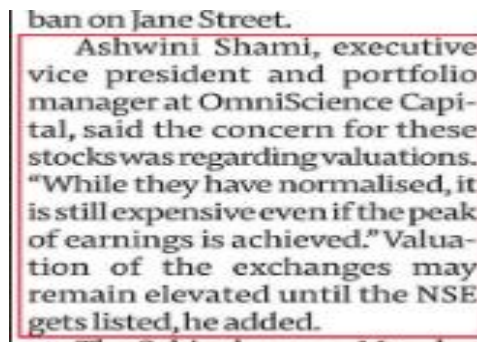 ban on Jane Street.
Ashwini Shami, executive
vice president and portfolio
manager at OmniScience Capi-
tal, said the concern for these
stocks was regarding valuations.
“While they have normalised, it
is still expensive even if the peak
of earnings is achieved.” Valua-
tion of the exchanges may
remain elevated until the NSE
gets listed, he added.